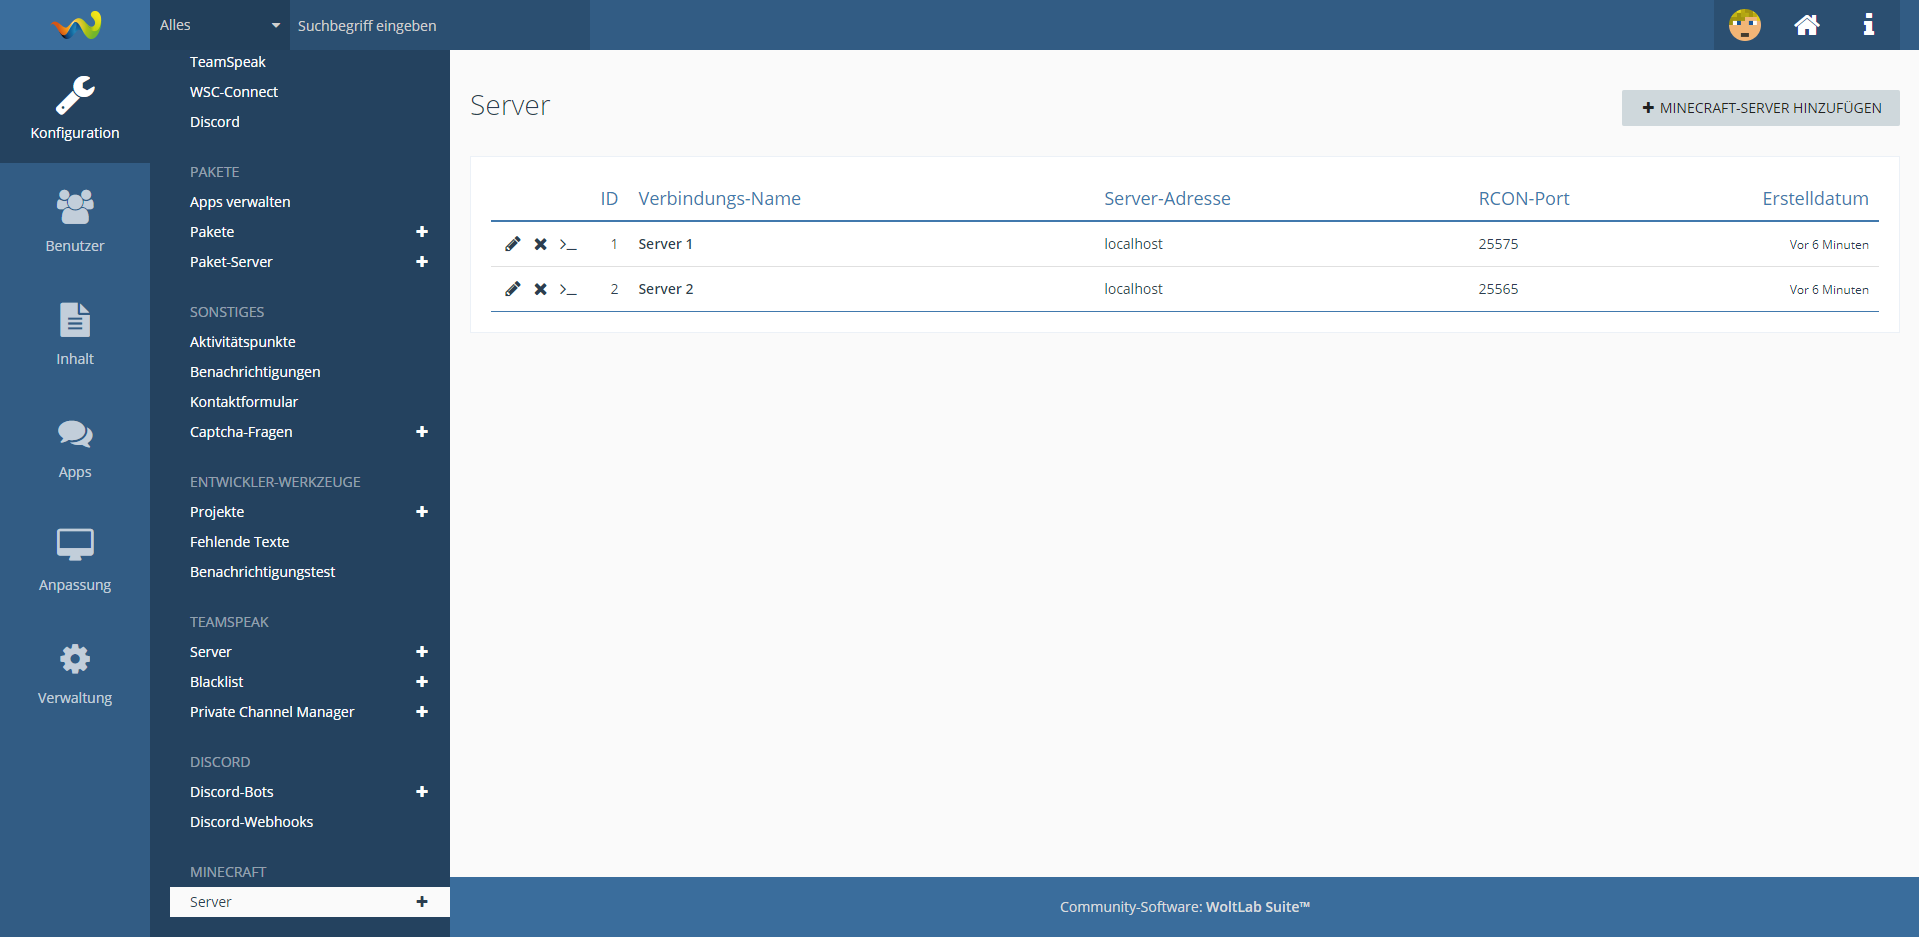 Alles
Suchbegriff eingeben
Konfiguration
Benutzer
Inhalt
Apps
Anpassung
Verwaltung
TeamSpeak
WSC-Connect
Discord
PAKETE
Apps verwalten
Pakete
Paket-Server
SONSTIGES
Aktivitätspunkte
Benachrichtigungen
Kontaktformular
Captcha-Fragen
ENTWICKLER-WERKZEUGE
Projekte
Fehlende Texte
Benachrichtigungstest
TEAMSPEAK
Server
Blacklist
Private Channel Manager
DISCORD
Discord-Bots
Discord-Webhooks
MINECRAFT
Server
Server
MINECRAFT-SERVER HINZUFÜGEN
ID Verbindungs-Name Server-Adresse RCON-Port Erstelldatum
1 Server 1 localhost 25575 Vor 6 Minuten
2 Server 2 localhost 25565 Vor 6 Minuten
Community-Software: WoltLab Suite™